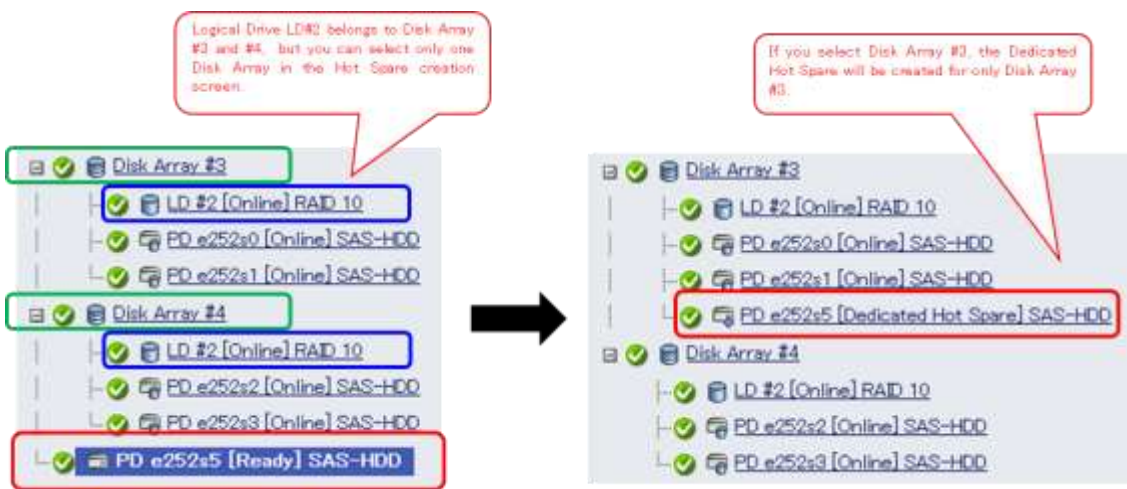 Logical Drive LD#2 belongs to Disk Array
#3 and #4, but you can select only one
Disk Array in the Hot Spare creation
screen.
If you select Disk Array #3, the Dedicated
Hot Spare will be created for only Disk Array
#3.
Disk Array #3
LD #2 [Online] RAID 10
PD e252s0 [Online] SAS-HDD
PD e252s1 [Online] SAS-HDD
Disk Array #4
LD #2 [Online] RAID 10
PD e252s2 [Online] SAS-HDD
PD e252s3 [Online] SAS-HDD
PD e252s5 [Ready] SAS-HDD
Disk Array #3
LD #2 [Online] RAID 10
PD e252s0 [Online] SAS-HDD
PD e252s1 [Online] SAS-HDD
PD e252s5 [Dedicated Hot Spare] SAS-HDD
Disk Array #4
LD #2 [Online] RAID 10
PD e252s2 [Online] SAS-HDD
PD e252s3 [Online] SAS-HDD